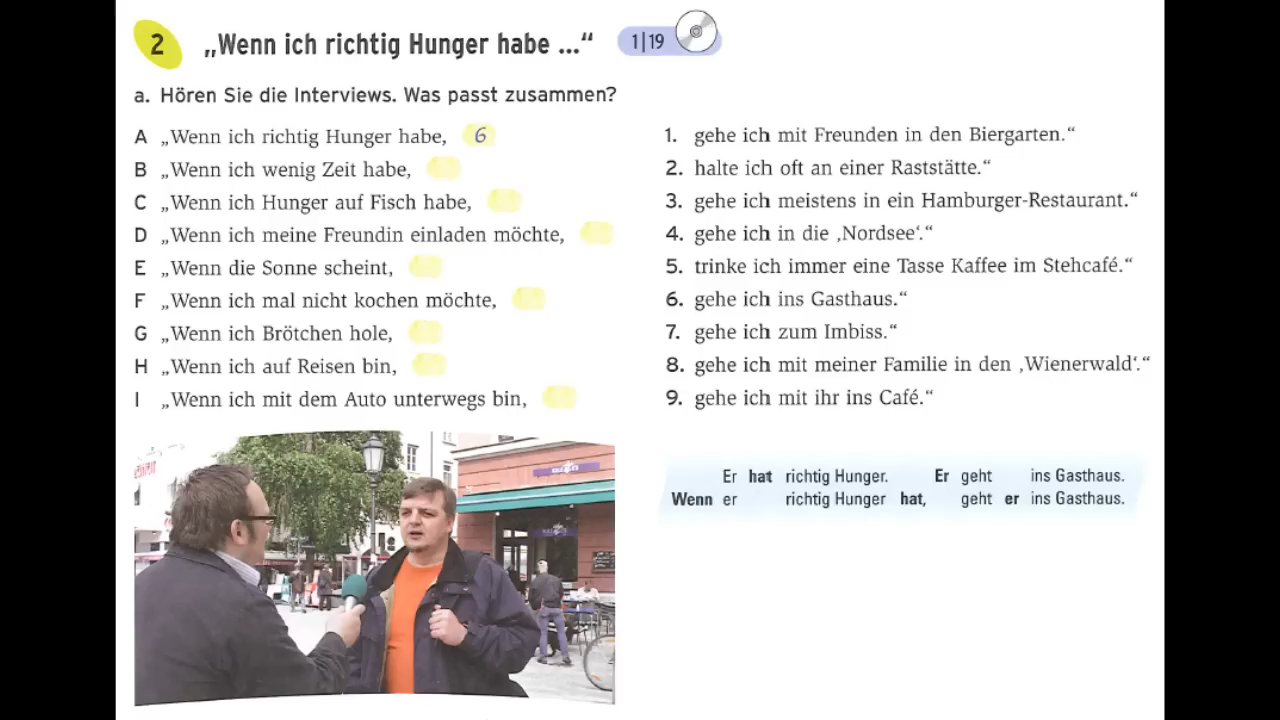 2 „Wenn ich richtig Hunger habe ...“ 1|19
a. Hören Sie die Interviews. Was passt zusammen?
A „Wenn ich richtig Hunger habe, 6
B „Wenn ich wenig Zeit habe,
C „Wenn ich Hunger auf Fisch habe,
D „Wenn ich meine Freundin einladen möchte,
E „Wenn die Sonne scheint,
F „Wenn ich mal nicht kochen möchte,
G „Wenn ich Brötchen hole,
H „Wenn ich auf Reisen bin,
I „Wenn ich mit dem Auto unterwegs bin,
1. gehe ich mit Freunden in den Biergarten.“
2. halte ich oft an einer Raststätte.“
3. gehe ich meistens in ein Hamburger-Restaurant.“
4. gehe ich in die ‚Nordsee‘.“
5. trinke ich immer eine Tasse Kaffee im Stehcafé.“
6. gehe ich ins Gasthaus.“
7. gehe ich zum Imbiss.“
8. gehe ich mit meiner Familie in den ‚Wienerwald‘.“
9. gehe ich mit ihr ins Café.“
Er hat richtig Hunger. Er geht ins Gasthaus.
Wenn er richtig Hunger hat, geht er ins Gasthaus.